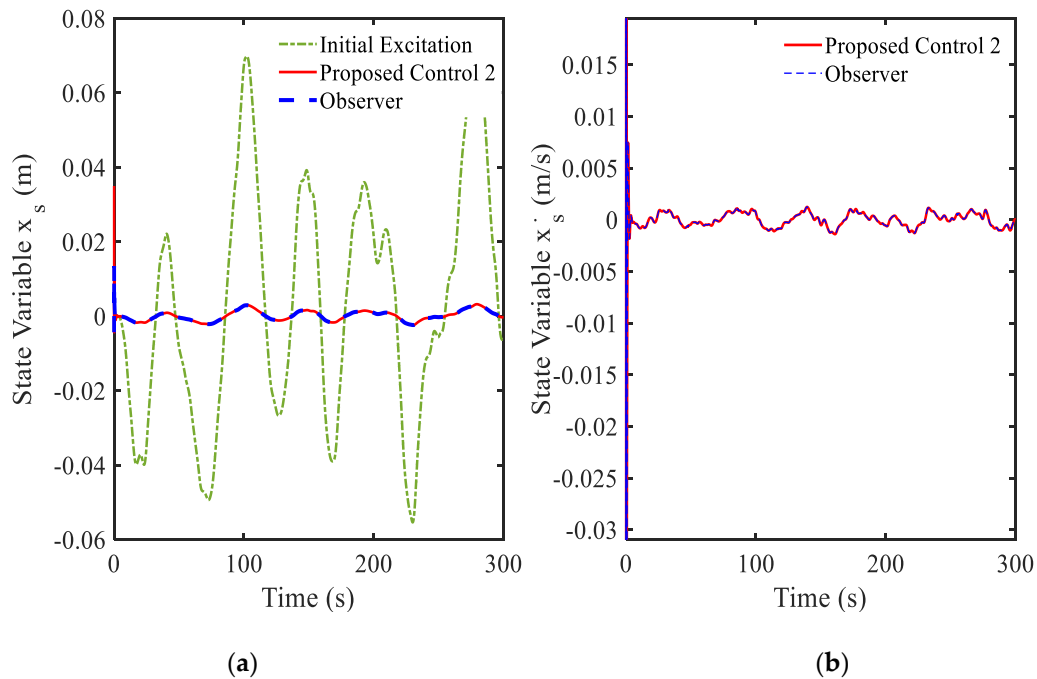 0.08
0.06
0.04
0.02
0
-0.02
-0.04
-0.06
State Variable x s (m)
Initial Excitation
Proposed Control 2
Observer
0 100 200 300
Time (s)
(a)
0.015
0.01
0.005
0
-0.005
-0.01
-0.015
-0.02
-0.025
-0.03
State Variable x˙ s (m/s)
Proposed Control 2
Observer
0 100 200 300
Time (s)
(b)